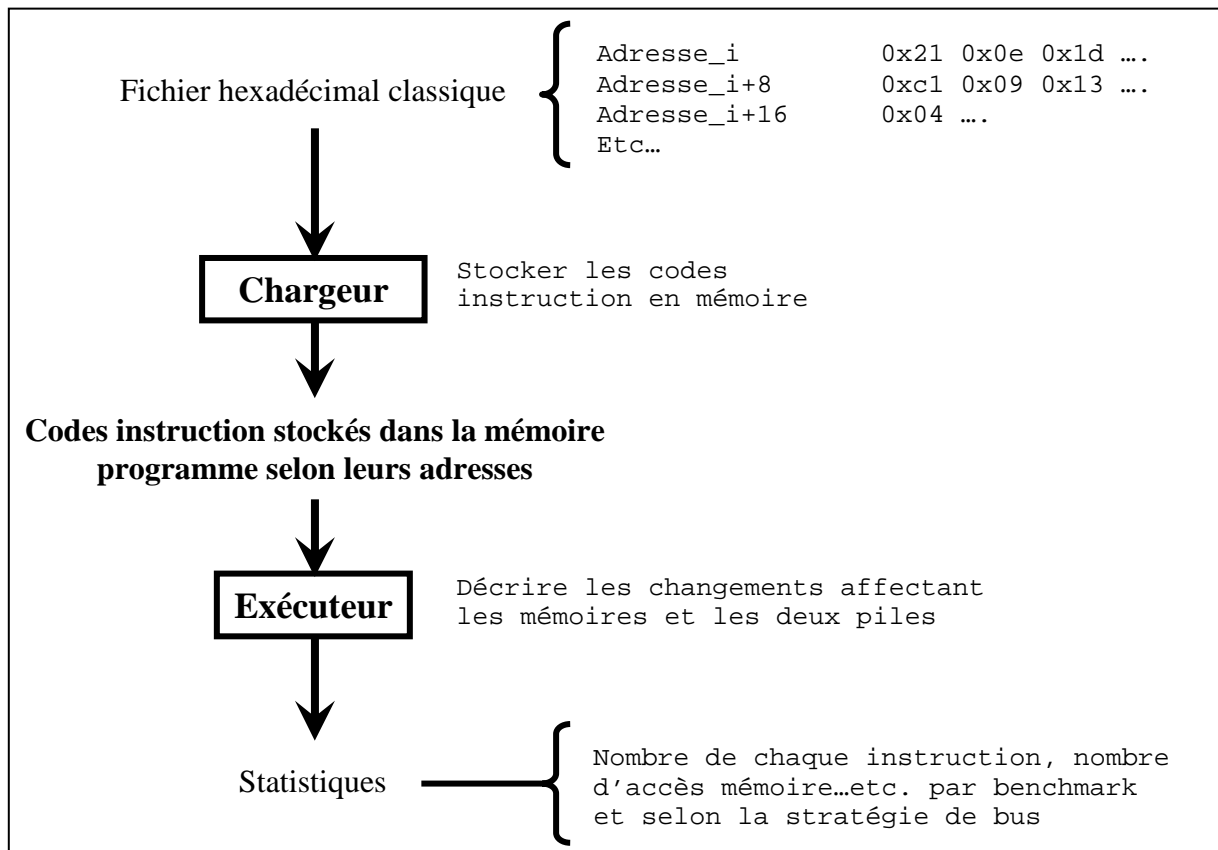 Fichier hexadécimal classique
Adresse_i 0x21 0x0e 0x1d ….
Adresse_i+8 0xc1 0x09 0x13 ….
Adresse_i+16 0x04 ….
Etc…
Chargeur
Stocker les codes
instruction en mémoire
Codes instruction stockés dans la mémoire
programme selon leurs adresses
Exécuteur
Décrire les changements affectant
les mémoires et les deux piles
Statistiques
Nombre de chaque instruction, nombre
d’accès mémoire…etc. par benchmark
et selon la stratégie de bus